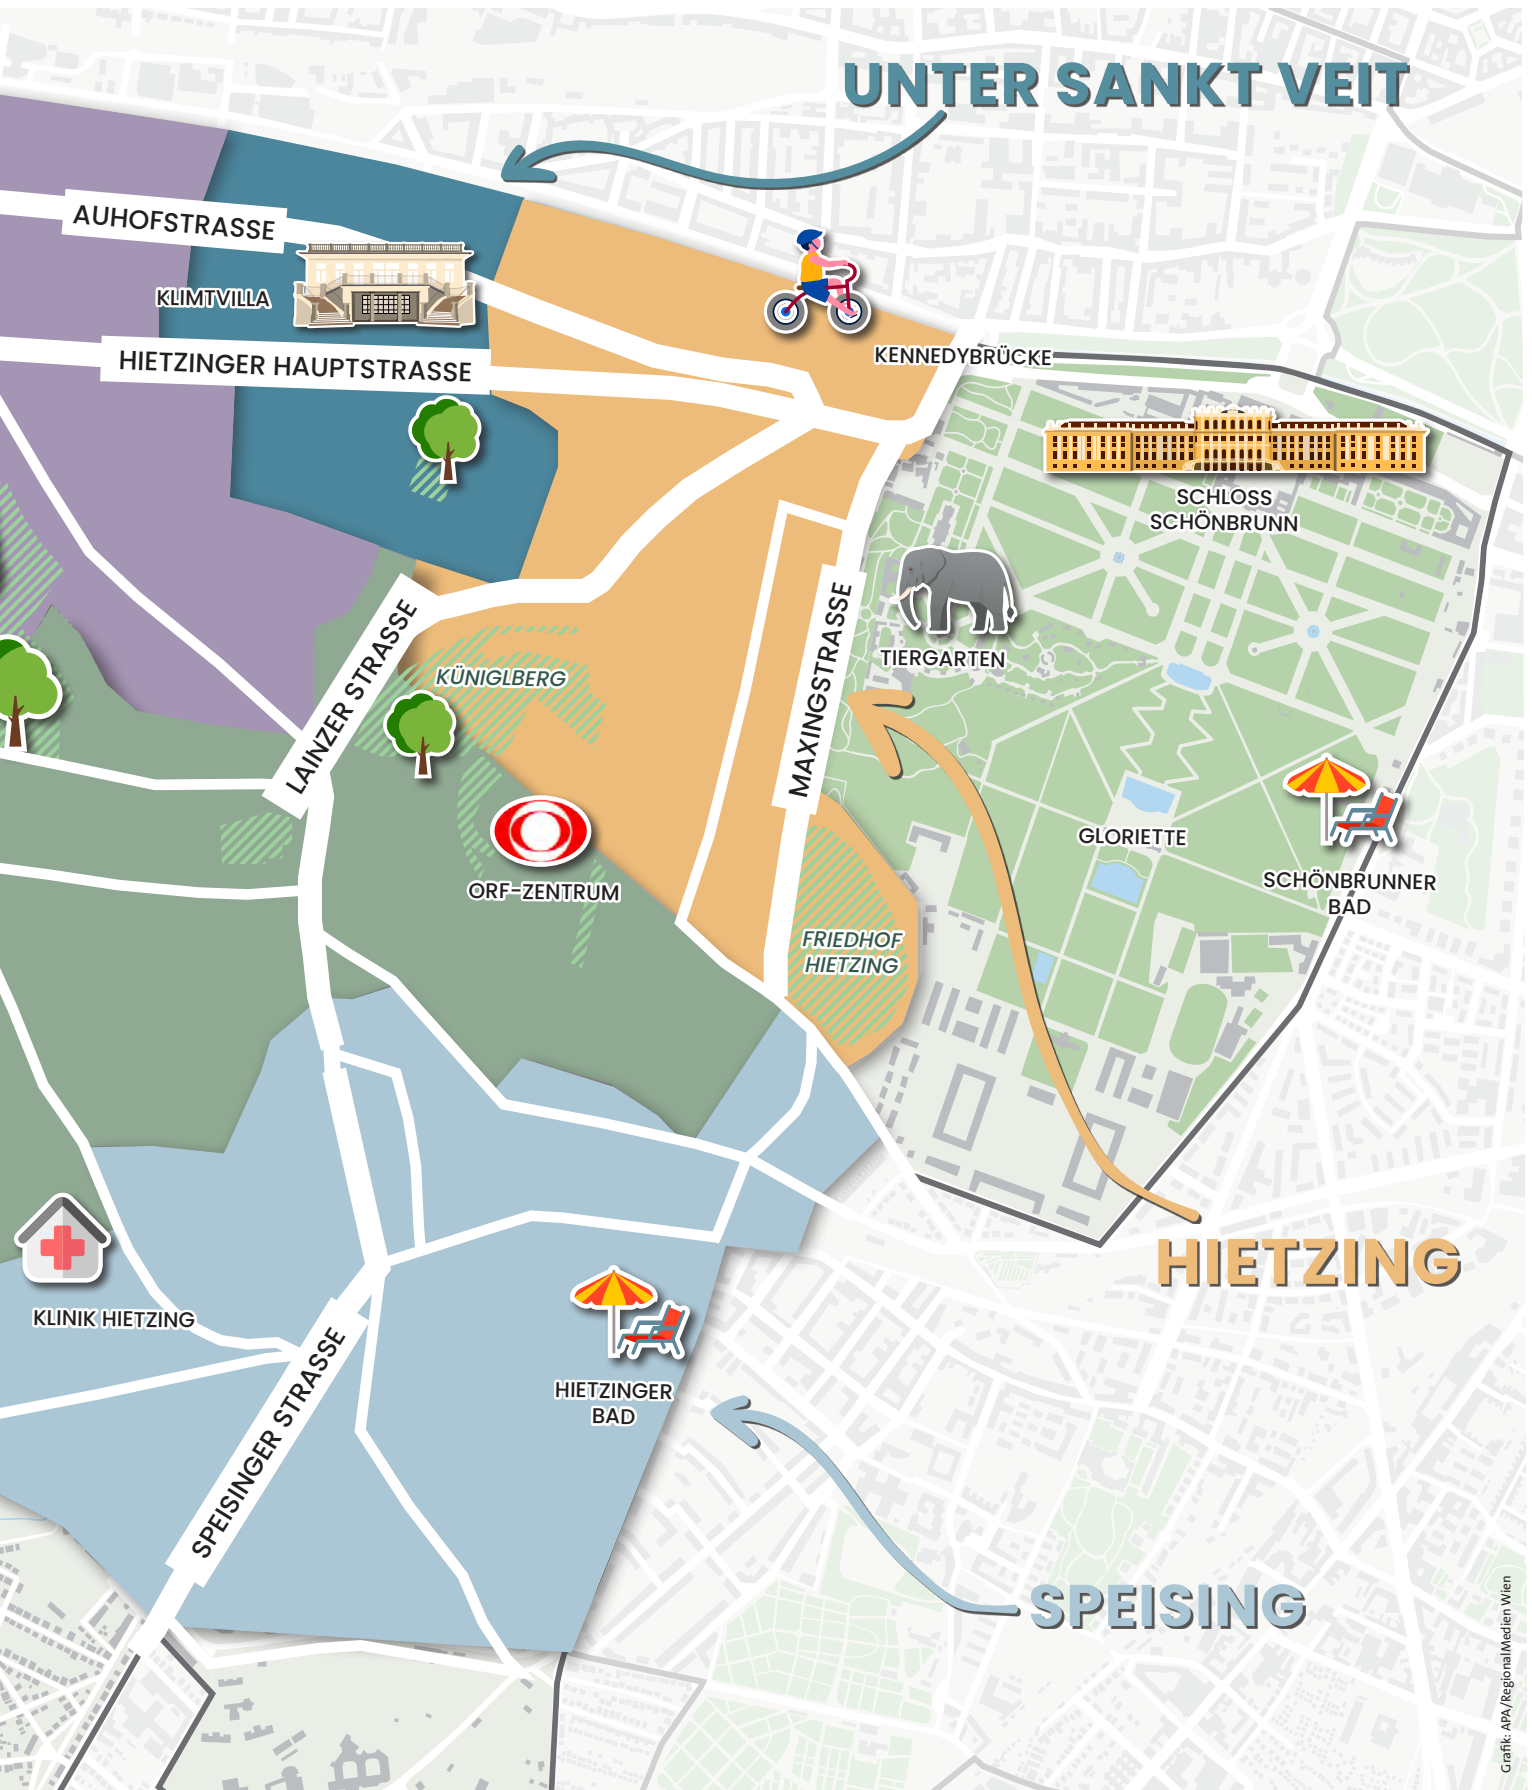 UNTER SANKT VEIT
AUHOFSTRASSE
KLIMTVILLA
HIETZINGER HAUPTSTRASSE
KENNEDYBRÜCKE
SCHLOSS
SCHÖNBRUNN
LAINZER STRASSE
KÜNIGLBERG
MAXINGSTRASSE
TIERGARTEN
GLORIETTE
SCHÖNBRUNNER
BAD
ORF-ZENTRUM
FRIEDHOF
HIETZING
HIETZING
KLINIK HIETZING
SPEISINGER STRASSE
HIETZINGER
BAD
SPEISING
Grafik: APA/RegionalMedien Wien